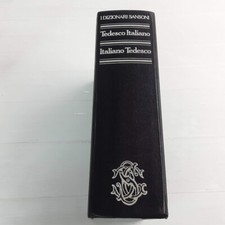 I DIZIONARI SANSONI
Tedesco Italiano
Italiano Tedesco